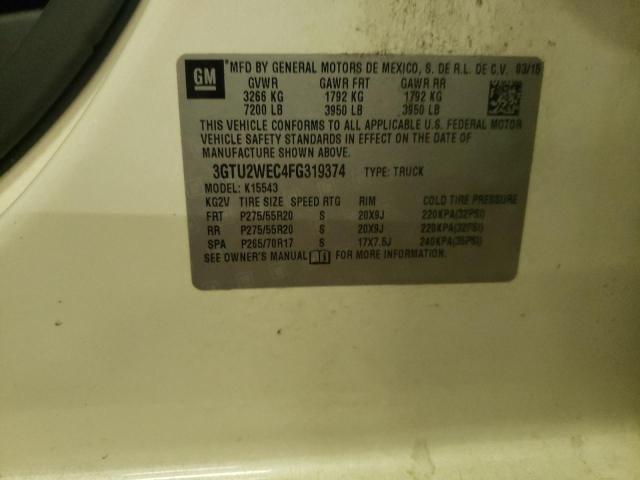 GM *MFD BY GENERAL MOTORS DE MEXICO, S. DE R.L. DE C.V. 03/15
GVWR GAWR FRT GAWR RR
3266 KG 1792 KG 1792 KG
7200 LB 3950 LB 3950 LB
THIS VEHICLE CONFORMS TO ALL APPLICABLE U.S. FEDERAL MOTOR
VEHICLE SAFETY STANDARDS IN EFFECT ON THE DATE OF
MANUFACTURE SHOWN ABOVE.
3GTU2WEC4FG319374 TYPE: TRUCK
MODEL: K15543
KG2V TIRE SIZE SPEED RTG RIM COLD TIRE PRESSURE
FRT P275/55R20 S 20X9J 220KPA(32PSI)
RR P275/55R20 S 20X9J 220KPA(32PSI)
SPA P265/70R17 S 17X7.5J 240KPA(35PSI)
SEE OWNER'S MANUAL FOR MORE INFORMATION.